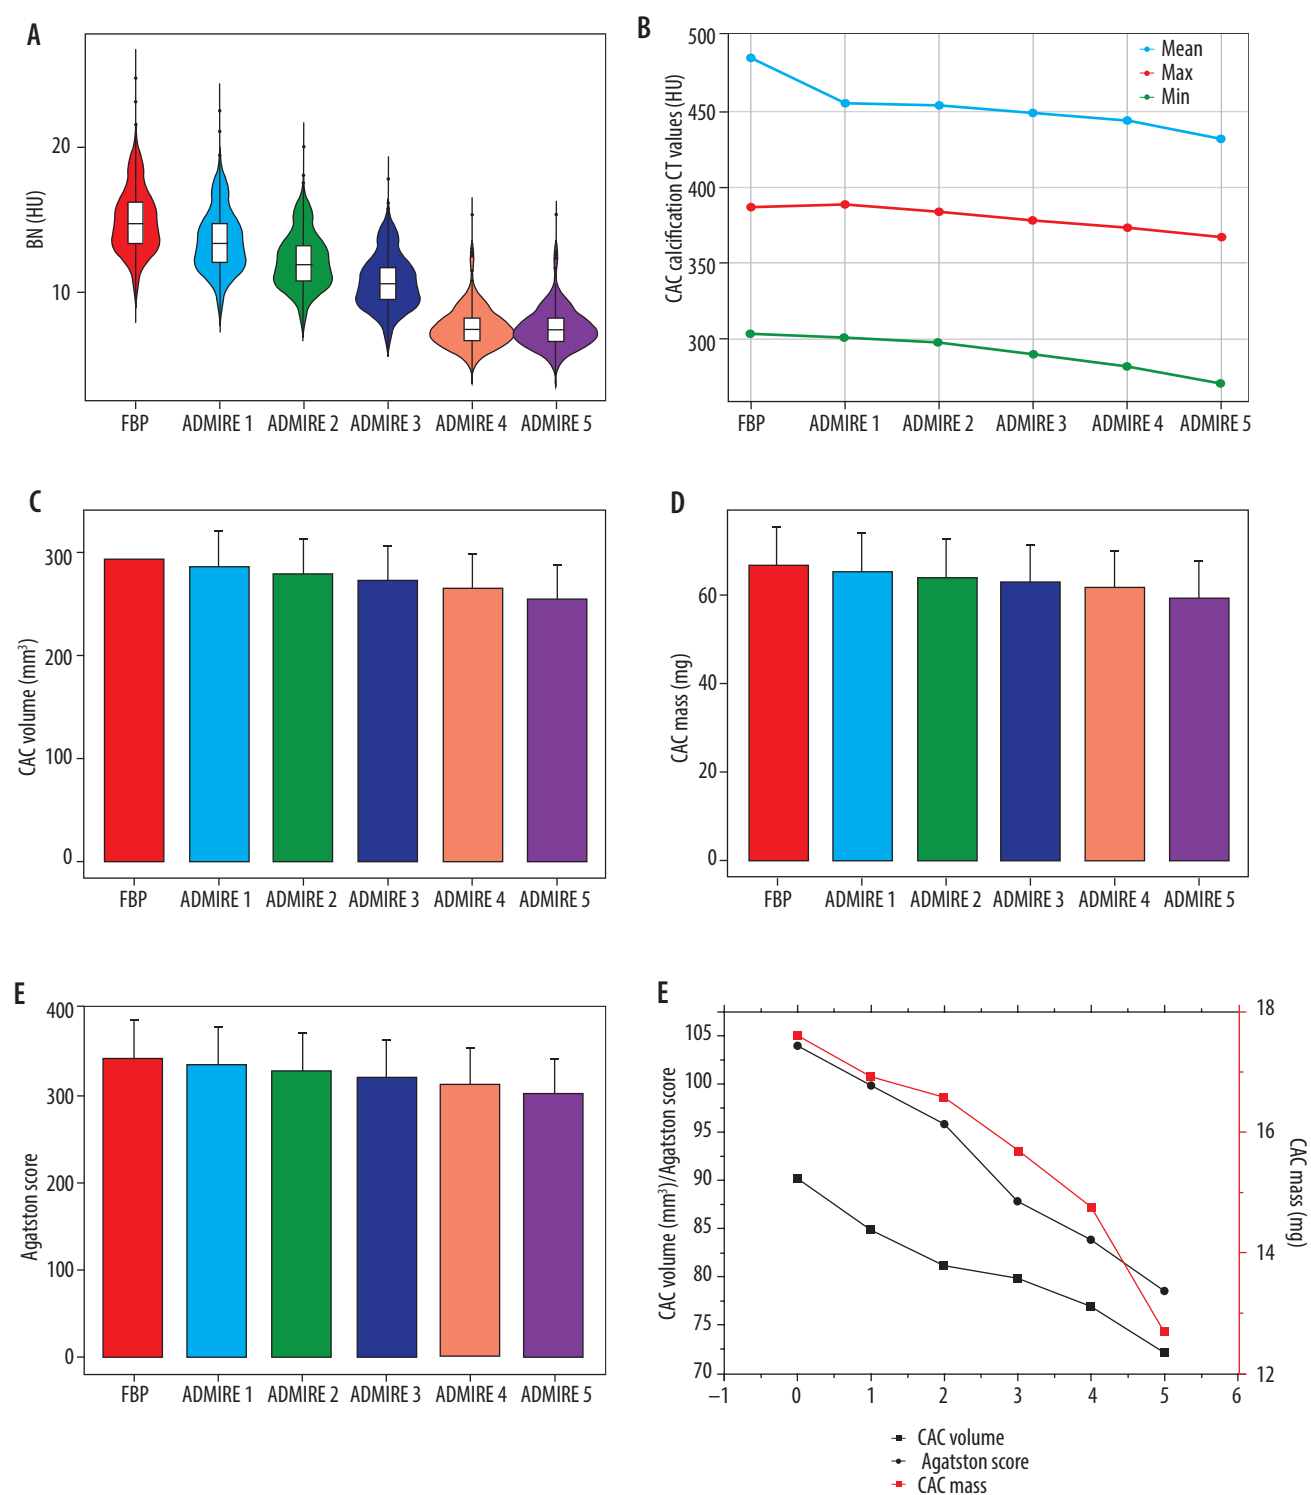 A
BN (HU)
20
10
FBP ADMIRE 1 ADMIRE 2 ADMIRE 3 ADMIRE 4 ADMIRE 5
B
CAC calcification CT values (HU)
500
450
400
350
300
Mean
Max
Min
FBP ADMIRE 1 ADMIRE 2 ADMIRE 3 ADMIRE 4 ADMIRE 5
C
CAC volume (mm³)
300
200
100
0
FBP ADMIRE 1 ADMIRE 2 ADMIRE 3 ADMIRE 4 ADMIRE 5
D
CAC mass (mg)
60
40
20
0
FBP ADMIRE 1 ADMIRE 2 ADMIRE 3 ADMIRE 4 ADMIRE 5
E
Agatston score
400
300
200
100
0
FBP ADMIRE 1 ADMIRE 2 ADMIRE 3 ADMIRE 4 ADMIRE 5
E
CAC volume (mm³)/Agatston score
105
100
95
90
85
80
75
70
18
16
14
12
CAC mass (mg)
−1 0 1 2 3 4 5 6
CAC volume
Agatston score
CAC mass